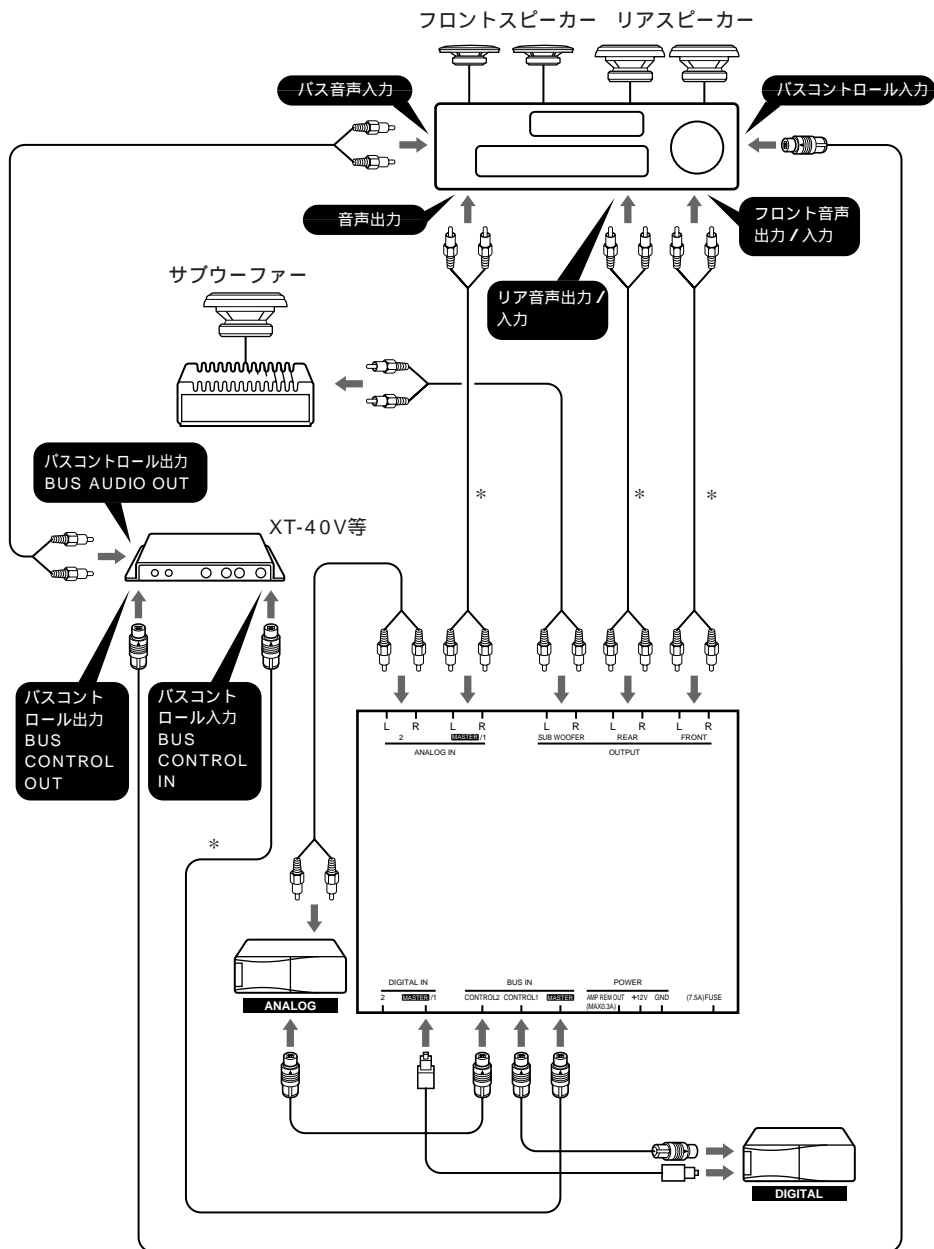 フロントスピーカー リアスピーカー
バス音声入力
バスコントロール入力
音声出力
フロント音声
出力/入力
リア音声出力/
入力
サブウーファー
バスコントロール出力
BUS AUDIO OUT
XT-40V等
*
*
*
バスコント
ロール出力
BUS
CONTROL
OUT
バスコント
ロール入力
BUS
CONTROL
IN
*
L R L R L R L R L R
2 MASTER/1 SUB WOOFER REAR FRONT
ANALOG IN OUTPUT
ANALOG
DIGITAL IN BUS IN POWER
2 MASTER/1 CONTROL2 CONTROL1 MASTER AMP REM OUT +12V GND (7.5A)FUSE
(MAX0.3A)
DIGITAL